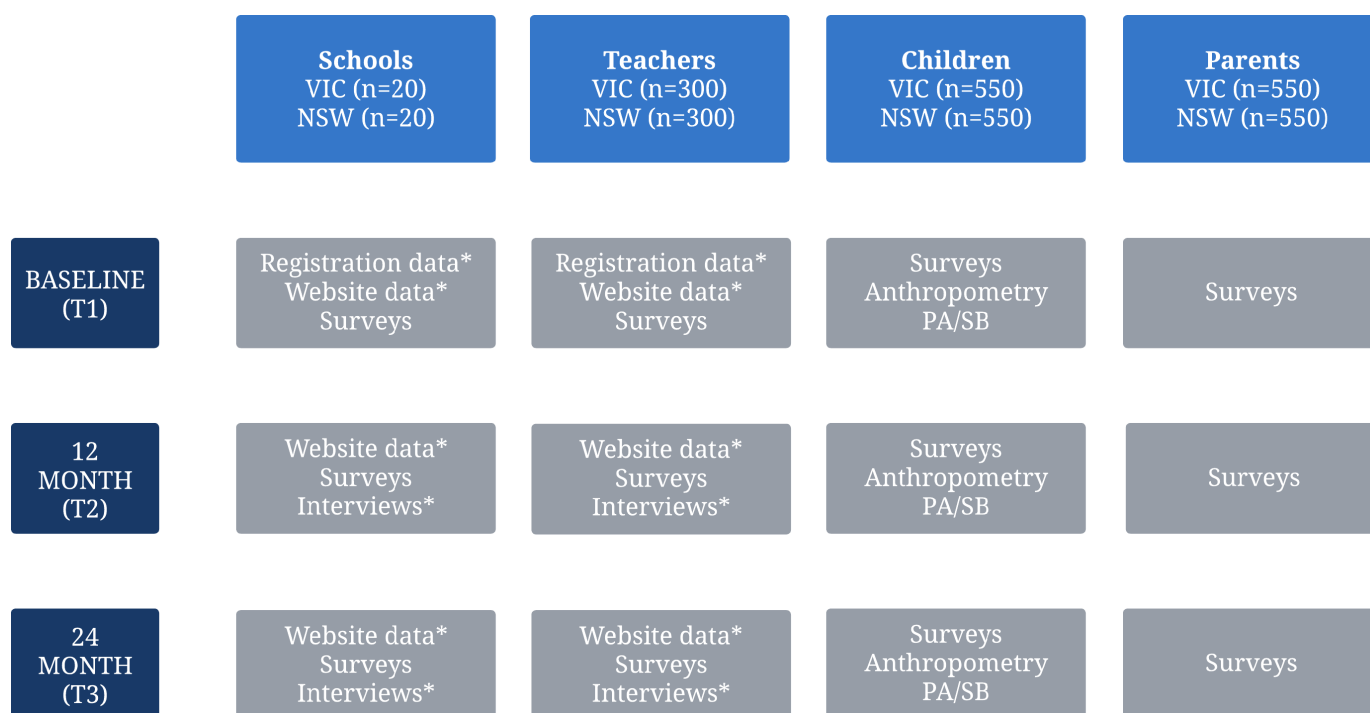 Schools
VIC (n=20)
NSW (n=20)
Teachers
VIC (n=300)
NSW (n=300)
Children
VIC (n=550)
NSW (n=550)
Parents
VIC (n=550)
NSW (n=550)
BASELINE
(T1)
Registration data*
Website data*
Surveys
Registration data*
Website data*
Surveys
Surveys
Anthropometry
PA/SB
Surveys
12
MONTH
(T2)
Website data*
Surveys
Interviews*
Website data*
Surveys
Interviews*
Surveys
Anthropometry
PA/SB
Surveys
24
MONTH
(T3)
Website data*
Surveys
Interviews*
Website data*
Surveys
Interviews*
Surveys
Anthropometry
PA/SB
Surveys